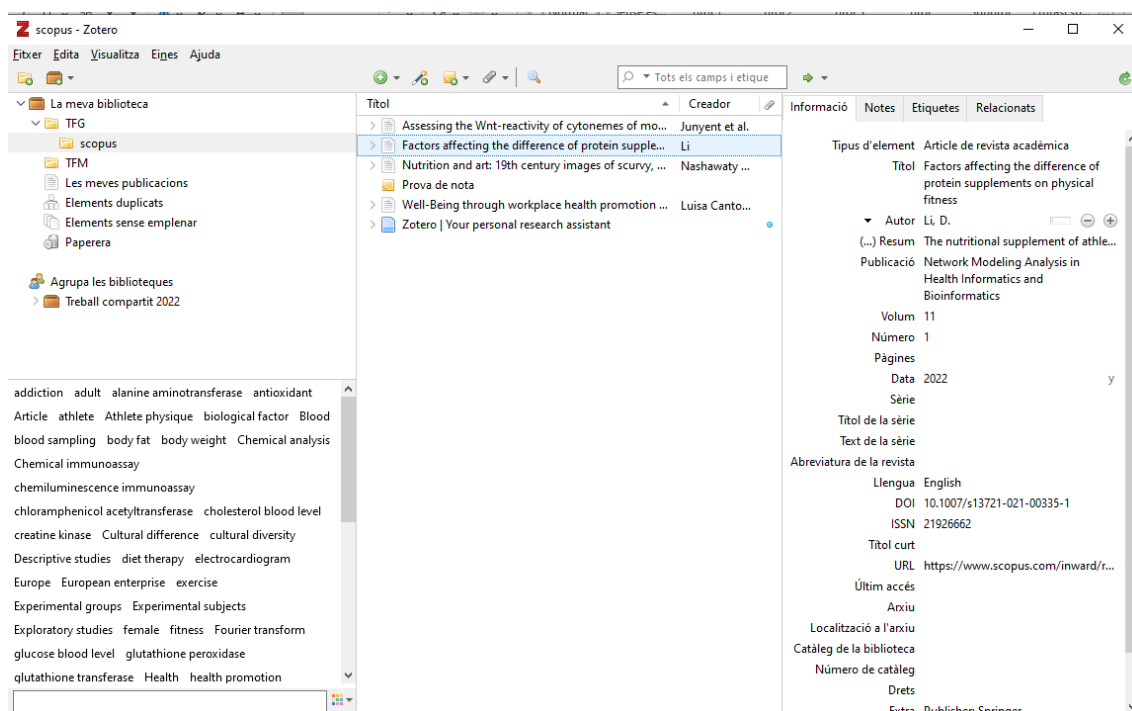 scopus - Zotero
Fitxer Edita Visualitza Eines Ajuda
Tots els camps i etique
La meva biblioteca
TFG
scopus
TFM
Les meves publicacions
Elements duplicats
Elements sense emplenar
Paperera
Agrupa les biblioteques
Treball compartit 2022
addiction adult alanine aminotransferase antioxidant
Article athlete Athlete physique biological factor Blood
blood sampling body fat body weight Chemical analysis
Chemical immunoassay
chemiluminescence immunoassay
chloramphenicol acetyltransferase cholesterol blood level
creatine kinase Cultural difference cultural diversity
Descriptive studies diet therapy electrocardiogram
Europe European enterprise exercise
Experimental groups Experimental subjects
Exploratory studies female fitness Fourier transform
glucose blood level glutathione peroxidase
glutathione transferase Health health promotion
Títol Creador
Assessing the Wnt-reactivity of cytonemes of mo... Junyent et al.
Factors affecting the difference of protein supple... Li
Nutrition and art: 19th century images of scurvy, ... Nashawaty ...
Prova de nota
Well-Being through workplace health promotion ... Luisa Canto...
Zotero | Your personal research assistant
Informació Notes Etiquetes Relacionats
Tipus d'element Article de revista acadèmica
Títol Factors affecting the difference of
protein supplements on physical
fitness
Autor Li, D.
(...) Resum The nutritional supplement of athle...
Publicació Network Modeling Analysis in
Health Informatics and
Bioinformatics
Volum 11
Número 1
Pàgines
Data 2022 y
Sèrie
Títol de la sèrie
Text de la sèrie
Abreviatura de la revista
Llengua English
DOI 10.1007/s13721-021-00335-1
ISSN 21926662
Títol curt
URL https://www.scopus.com/inward/r...
Últim accés
Arxiu
Localització a l'arxiu
Catàleg de la biblioteca
Número de catàleg
Drets
Extra Publisher: Springer